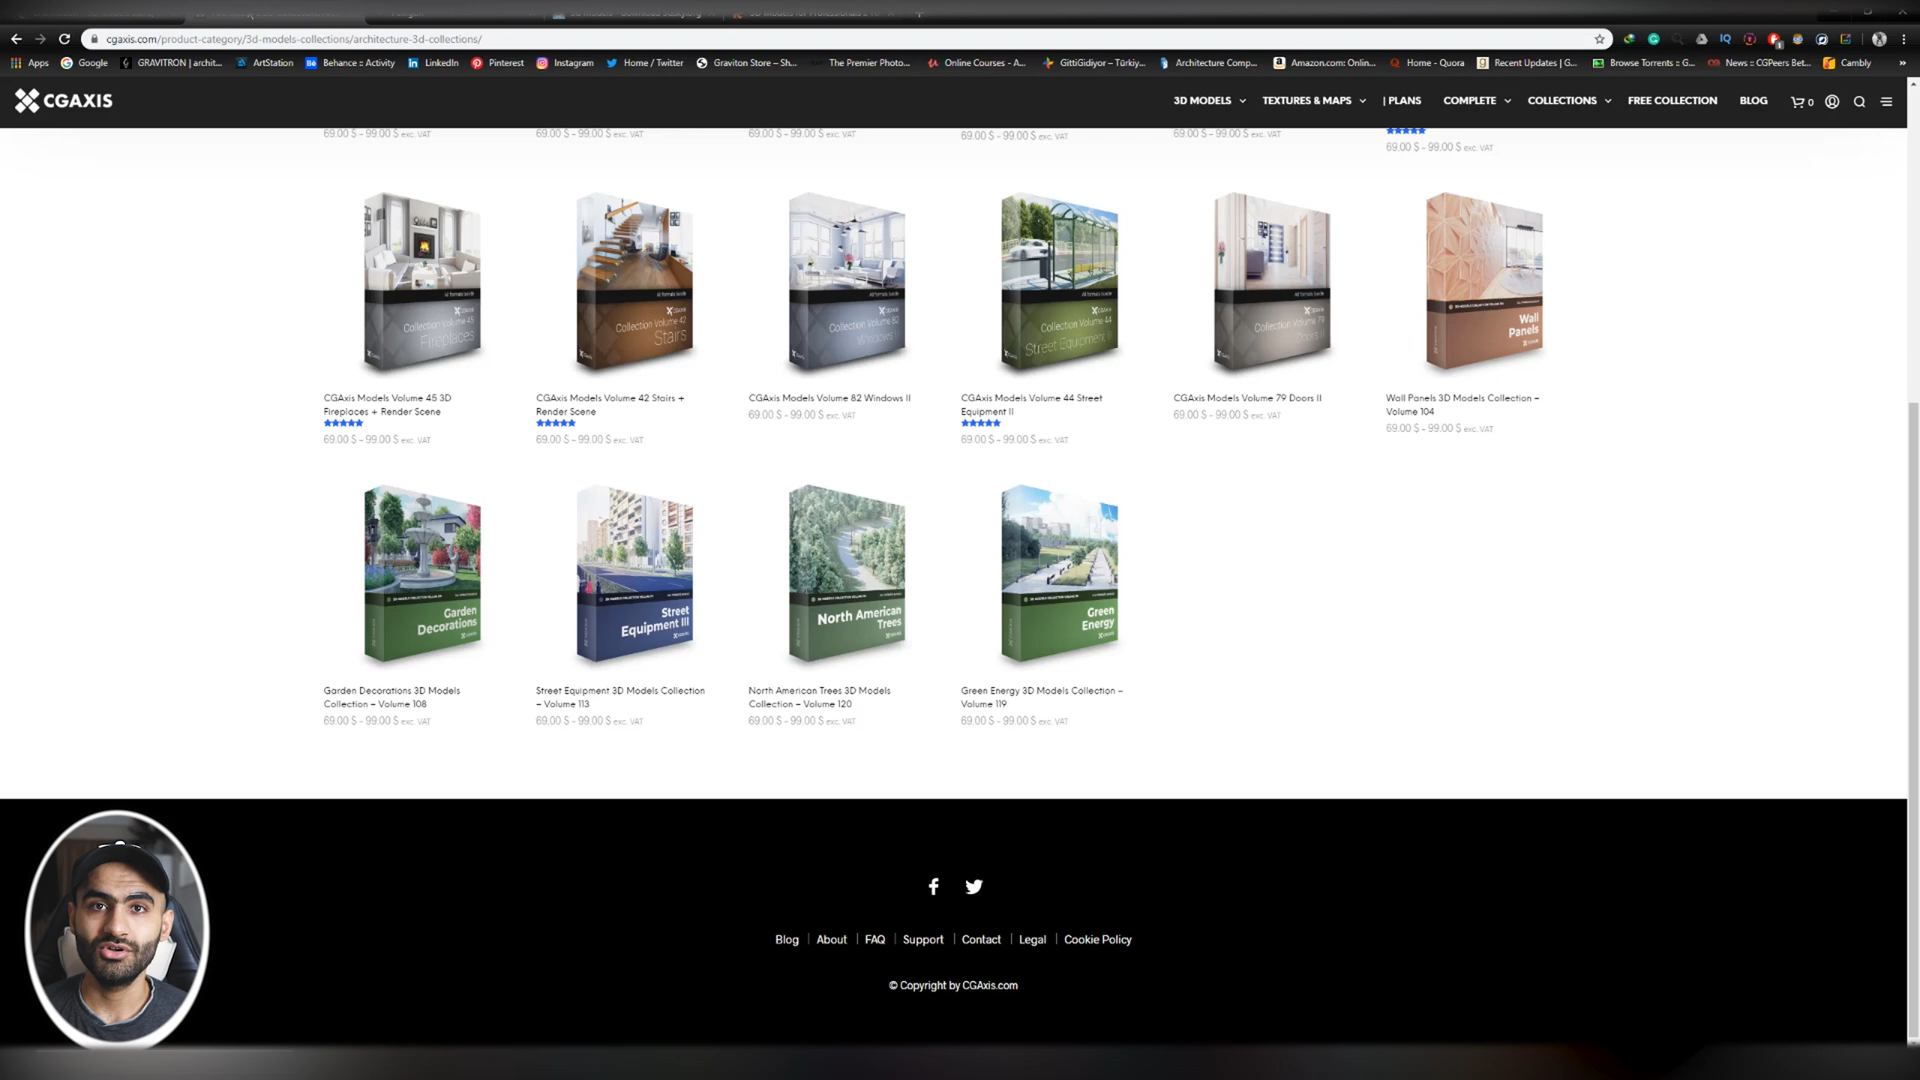 cgaxis.com/product-category/3d-models-collections/architecture-3d-collections/
Apps Google GRAVITRON | archit... ArtStation Behance :: Activity LinkedIn Pinterest Instagram Home / Twitter Graviton Store – Sh... The Premier Photo... Online Courses - A... GittiGidiyor – Türkiy... Architecture Comp... Amazon.com: Onlin... Home - Quora Recent Updates | G... Browse Torrents :: G... News :: CGPeers Bet... Cambly
CGAXIS
3D MODELS TEXTURES & MAPS | PLANS COMPLETE COLLECTIONS FREE COLLECTION BLOG 0
69.00 $ – 99.00 $ exc. VAT 69.00 $ – 99.00 $ exc. VAT 69.00 $ – 99.00 $ exc. VAT 69.00 $ – 99.00 $ exc. VAT 69.00 $ – 99.00 $ exc. VAT
69.00 $ – 99.00 $ exc. VAT
Collection Volume 45
Fireplaces
Collection Volume 42
Stairs
Collection Volume 82
Windows II
Collection Volume 44
Street Equipment II
Collection Volume 79
Doors II
Wall
Panels
CGAxis Models Volume 45 3D
Fireplaces + Render Scene
69.00 $ – 99.00 $ exc. VAT
CGAxis Models Volume 42 Stairs +
Render Scene
69.00 $ – 99.00 $ exc. VAT
CGAxis Models Volume 82 Windows II
69.00 $ – 99.00 $ exc. VAT
CGAxis Models Volume 44 Street
Equipment II
69.00 $ – 99.00 $ exc. VAT
CGAxis Models Volume 79 Doors II
69.00 $ – 99.00 $ exc. VAT
Wall Panels 3D Models Collection –
Volume 104
69.00 $ – 99.00 $ exc. VAT
Garden
Decorations
Street
Equipment III
North American
Trees
Green
Energy
Garden Decorations 3D Models
Collection – Volume 108
69.00 $ – 99.00 $ exc. VAT
Street Equipment 3D Models Collection
– Volume 113
69.00 $ – 99.00 $ exc. VAT
North American Trees 3D Models
Collection – Volume 120
69.00 $ – 99.00 $ exc. VAT
Green Energy 3D Models Collection –
Volume 119
69.00 $ – 99.00 $ exc. VAT
Blog | About | FAQ | Support | Contact | Legal | Cookie Policy
© Copyright by CGAxis.com